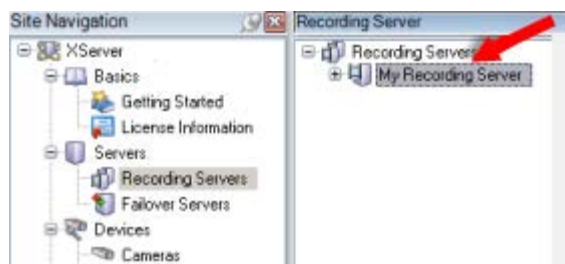 Site Navigation
XServer
Basics
Getting Started
License Information
Servers
Recording Servers
Failover Servers
Devices
Cameras
Recording Server
Recording Servers
My Recording Server